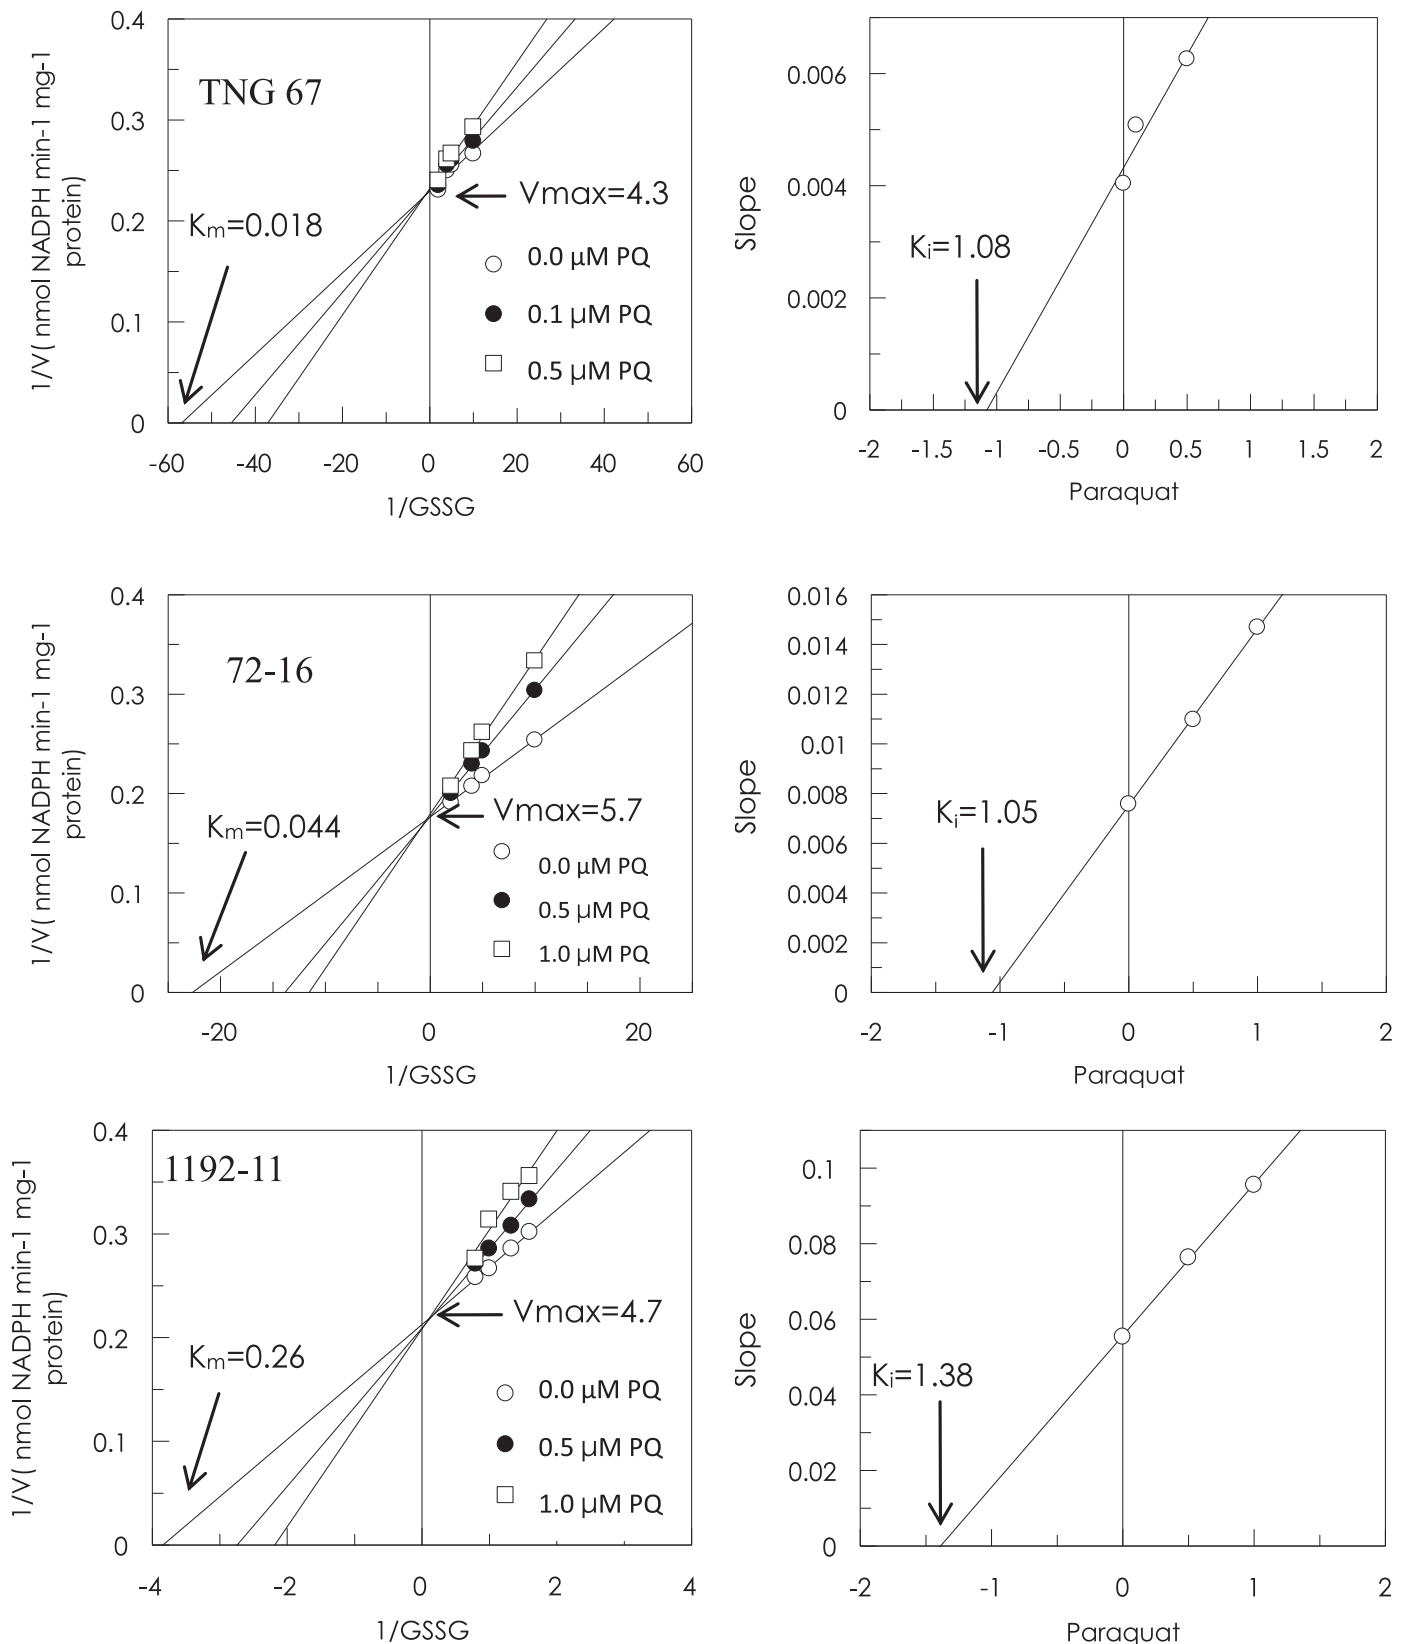 0.4
0.3
0.2
0.1
0
1/V( nmol NADPH min-1 mg-1
protein)
TNG 67
Vmax=4.3
Km=0.018
0.0 µM PQ
0.1 µM PQ
0.5 µM PQ
-60 -40 -20 0 20 40 60
1/GSSG
0.006
0.004
0.002
0
Slope
Ki=1.08
-2 -1.5 -1 -0.5 0 0.5 1 1.5 2
Paraquat
0.4
0.3
0.2
0.1
0
1/V( nmol NADPH min-1 mg-1
protein)
72-16
Vmax=5.7
Km=0.044
0.0 µM PQ
0.5 µM PQ
1.0 µM PQ
-20 0 20
1/GSSG
0.016
0.014
0.012
0.01
0.008
0.006
0.004
0.002
0
Slope
Ki=1.05
-2 -1 0 1 2
Paraquat
0.4
0.3
0.2
0.1
0
1/V( nmol NADPH min-1 mg-1
protein)
1192-11
Vmax=4.7
Km=0.26
0.0 µM PQ
0.5 µM PQ
1.0 µM PQ
-4 -2 0 2 4
1/GSSG
0.1
0.08
0.06
0.04
0.02
0
Slope
Ki=1.38
-2 -1 0 1 2
Paraquat